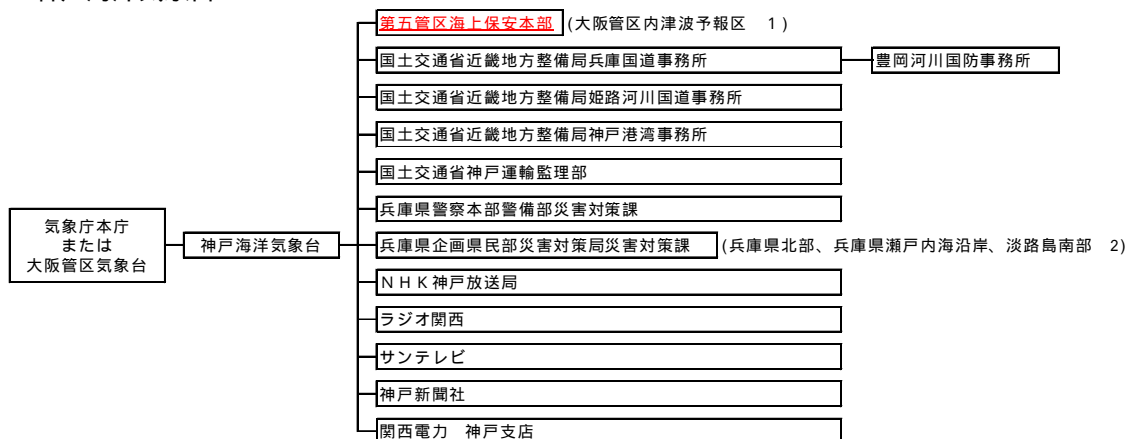 第五管区海上保安本部 (大阪管区内津波予報区　1)
国土交通省近畿地方整備局兵庫国道事務所
豊岡河川国防事務所
国土交通省近畿地方整備局姫路河川国道事務所
国土交通省近畿地方整備局神戸港湾事務所
国土交通省神戸運輸監理部
兵庫県警察本部警備部災害対策課
気象庁本庁
または
大阪管区気象台
神戸海洋気象台
兵庫県企画県民部災害対策局災害対策課 (兵庫県北部、兵庫県瀬戸内海沿岸、淡路島南部　2)
ＮＨＫ神戸放送局
ラジオ関西
サンテレビ
神戸新聞社
関西電力　神戸支店